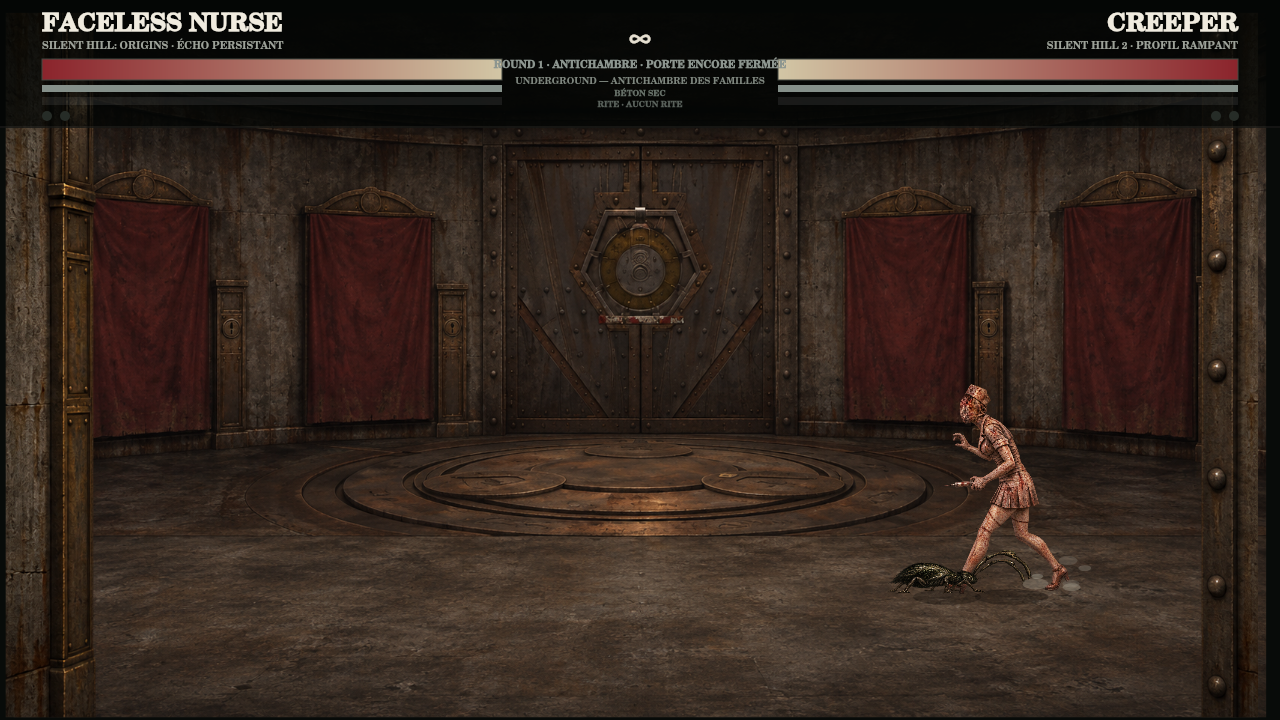 FACELESS NURSE
SILENT HILL: ORIGINS · ÉCHO PERSISTANT
∞
CREEPER
SILENT HILL 2 · PROFIL RAMPANT
ROUND 1 · ANTICHAMBRE · PORTE ENCORE FERMÉE
UNDERGROUND — ANTICHAMBRE DES FAMILLES
BÉTON SEC
RITE · AUCUN RITE